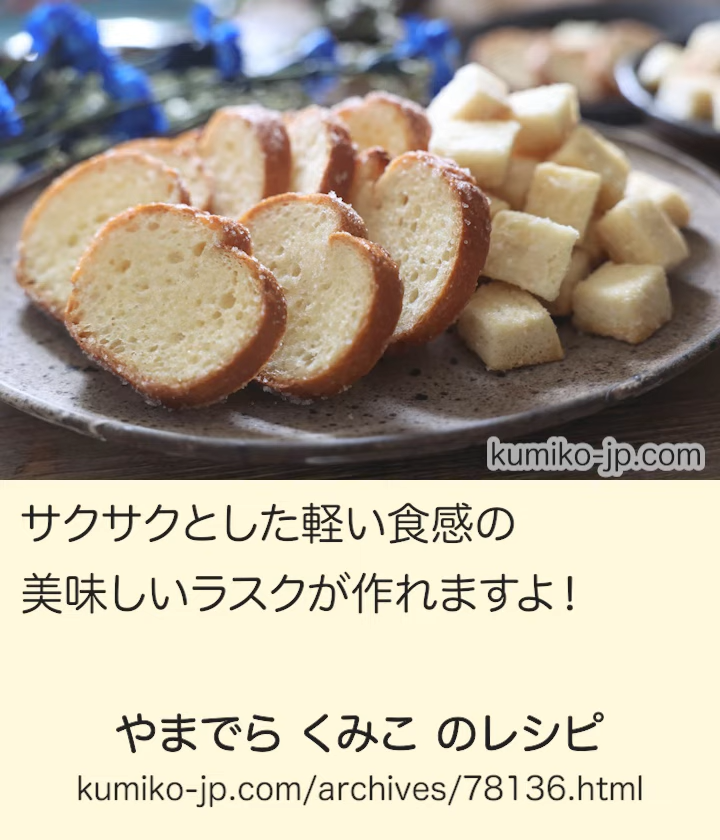 kumiko-jp.com
サクサクとした軽い食感の
美味しいラスクが作れますよ！
やまでら くみこ のレシピ
kumiko-jp.com/archives/78136.html